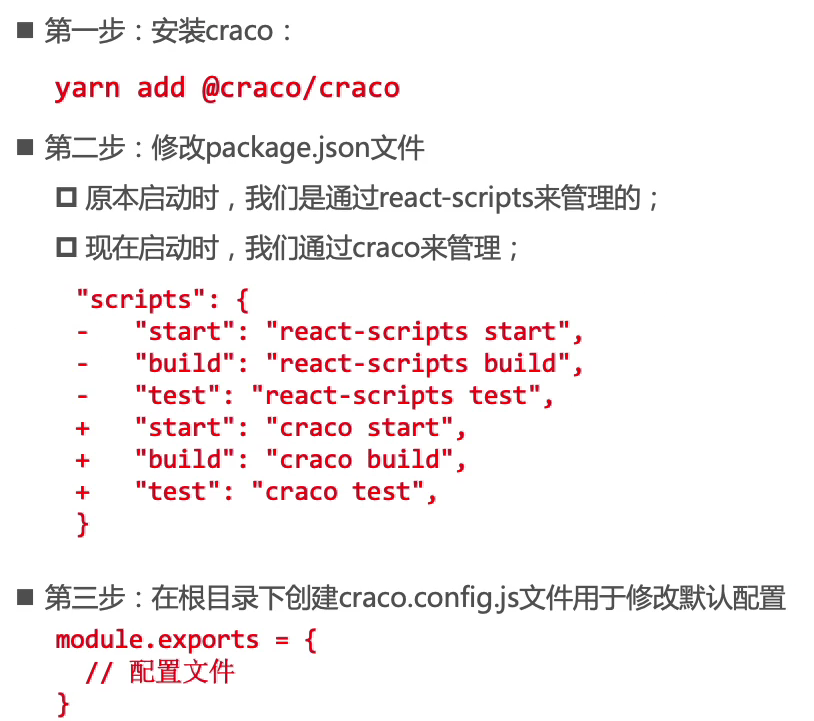 ■ 第一步：安装craco：
yarn add @craco/craco
■ 第二步：修改package.json文件
原本启动时，我们是通过react-scripts来管理的；
现在启动时，我们通过craco来管理；
"scripts": {
-   "start": "react-scripts start",
-   "build": "react-scripts build",
-   "test": "react-scripts test",
+   "start": "craco start",
+   "build": "craco build",
+   "test": "craco test",
}
■ 第三步：在根目录下创建craco.config.js文件用于修改默认配置
module.exports = {
  // 配置文件
}